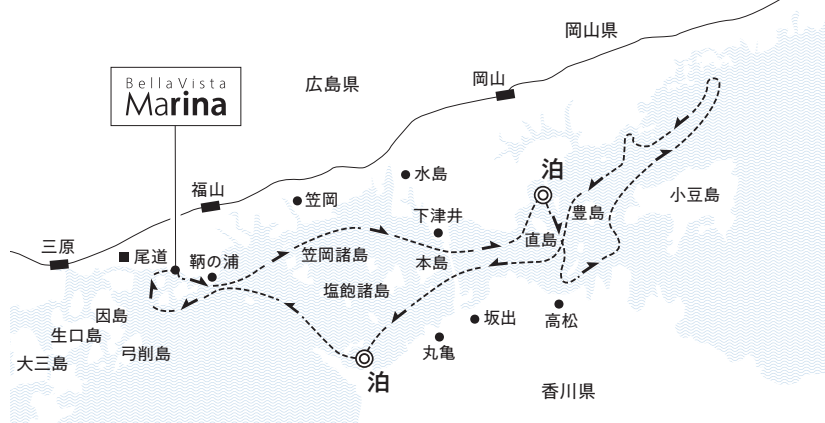 岡山県
広島県
岡山
BellaVista
Marina
水島
福山
笠岡
泊
小豆島
下津井
豊島
三原
尾道
鞆の浦
笠岡諸島
本島
直島
塩飽諸島
因島
坂出
高松
生口島
丸亀
大三島
弓削島
泊
香川県